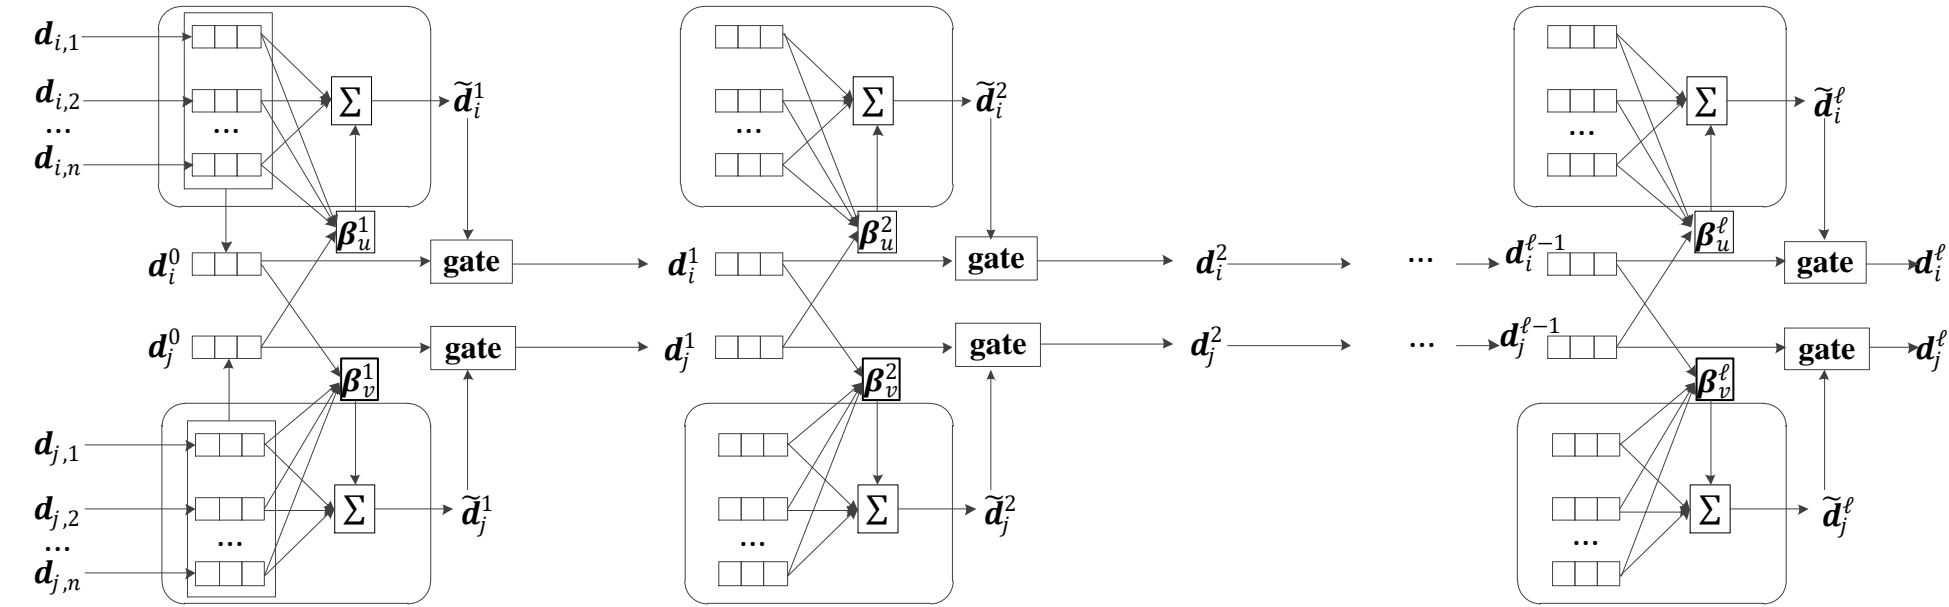 d_{i,1}
d_{i,2}
...
d_{i,n}
...
Σ
d̃_i^1
β_u^1
d_i^0
gate
d_j^0
gate
β_v^1
d_{j,1}
d_{j,2}
...
d_{j,n}
...
Σ
d̃_j^1
...
Σ
d̃_i^2
β_u^2
d_i^1
gate
d_i^2
d_j^1
gate
d_j^2
β_v^2
...
Σ
d̃_j^2
...
...
...
Σ
d̃_i^ℓ
β_u^ℓ
d_i^{ℓ−1}
gate
d_i^ℓ
d_j^{ℓ−1}
gate
d_j^ℓ
β_v^ℓ
...
Σ
d̃_j^ℓ